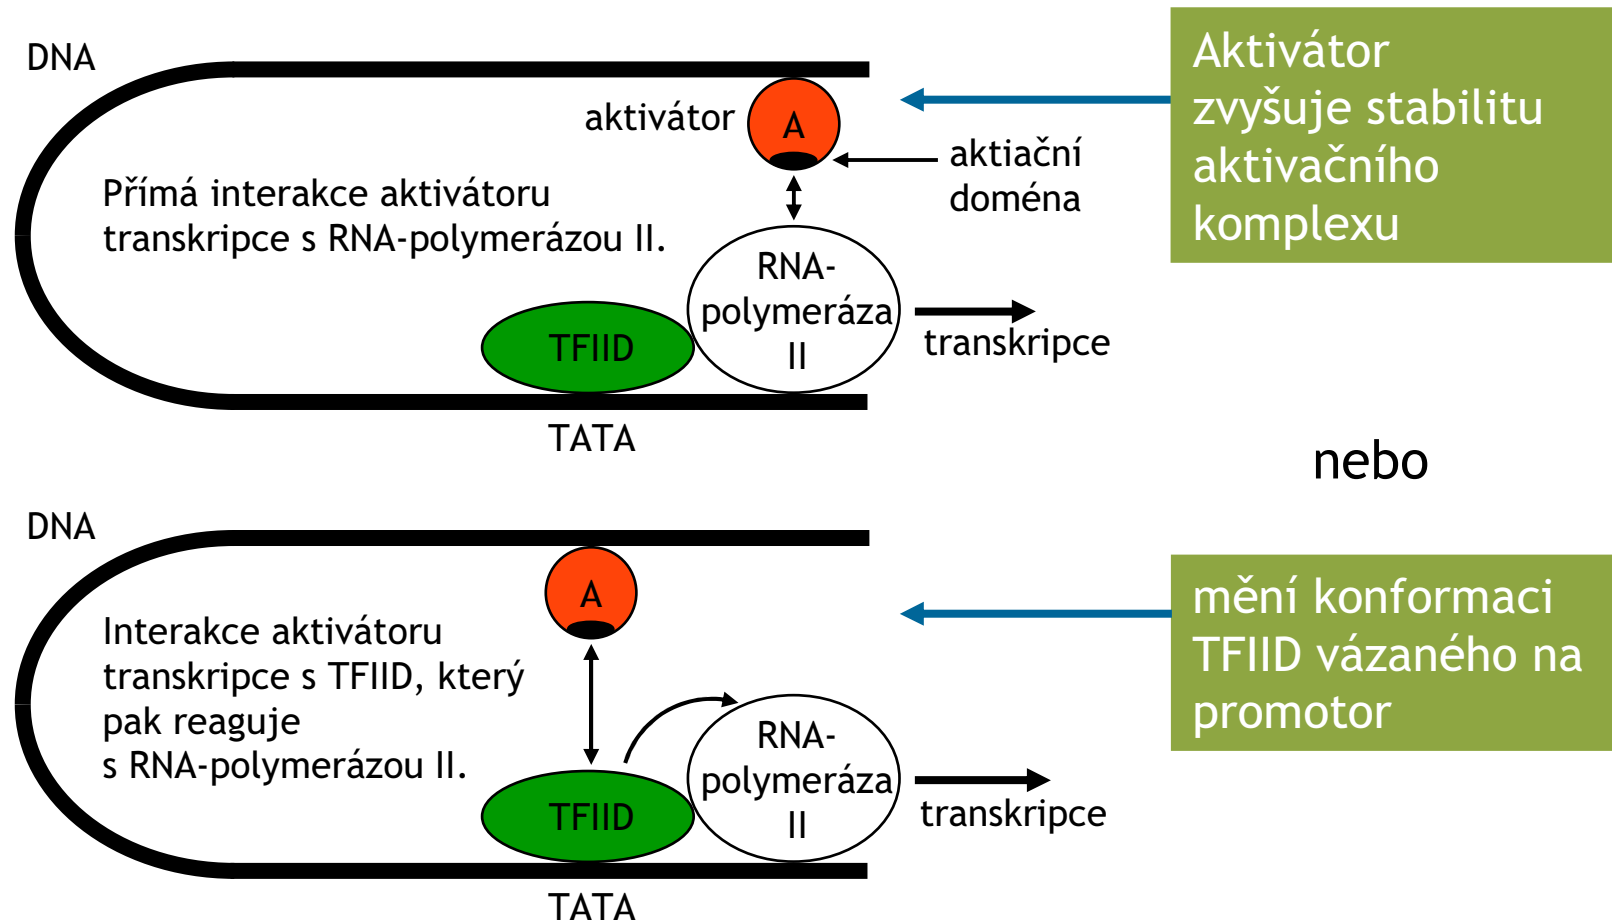 DNA
aktivátor
A
aktiační
doména
Přímá interakce aktivátoru
transkripce s RNA-polymerázou II.
RNA-
polymeráza
II
TFIID
transkripce
TATA
Aktivátor
zvyšuje stabilitu
aktivačního
komplexu
nebo
DNA
A
Interakce aktivátoru
transkripce s TFIID, který
pak reaguje
s RNA-polymerázou II.
RNA-
polymeráza
II
TFIID
transkripce
TATA
mění konformaci
TFIID vázaného na
promotor